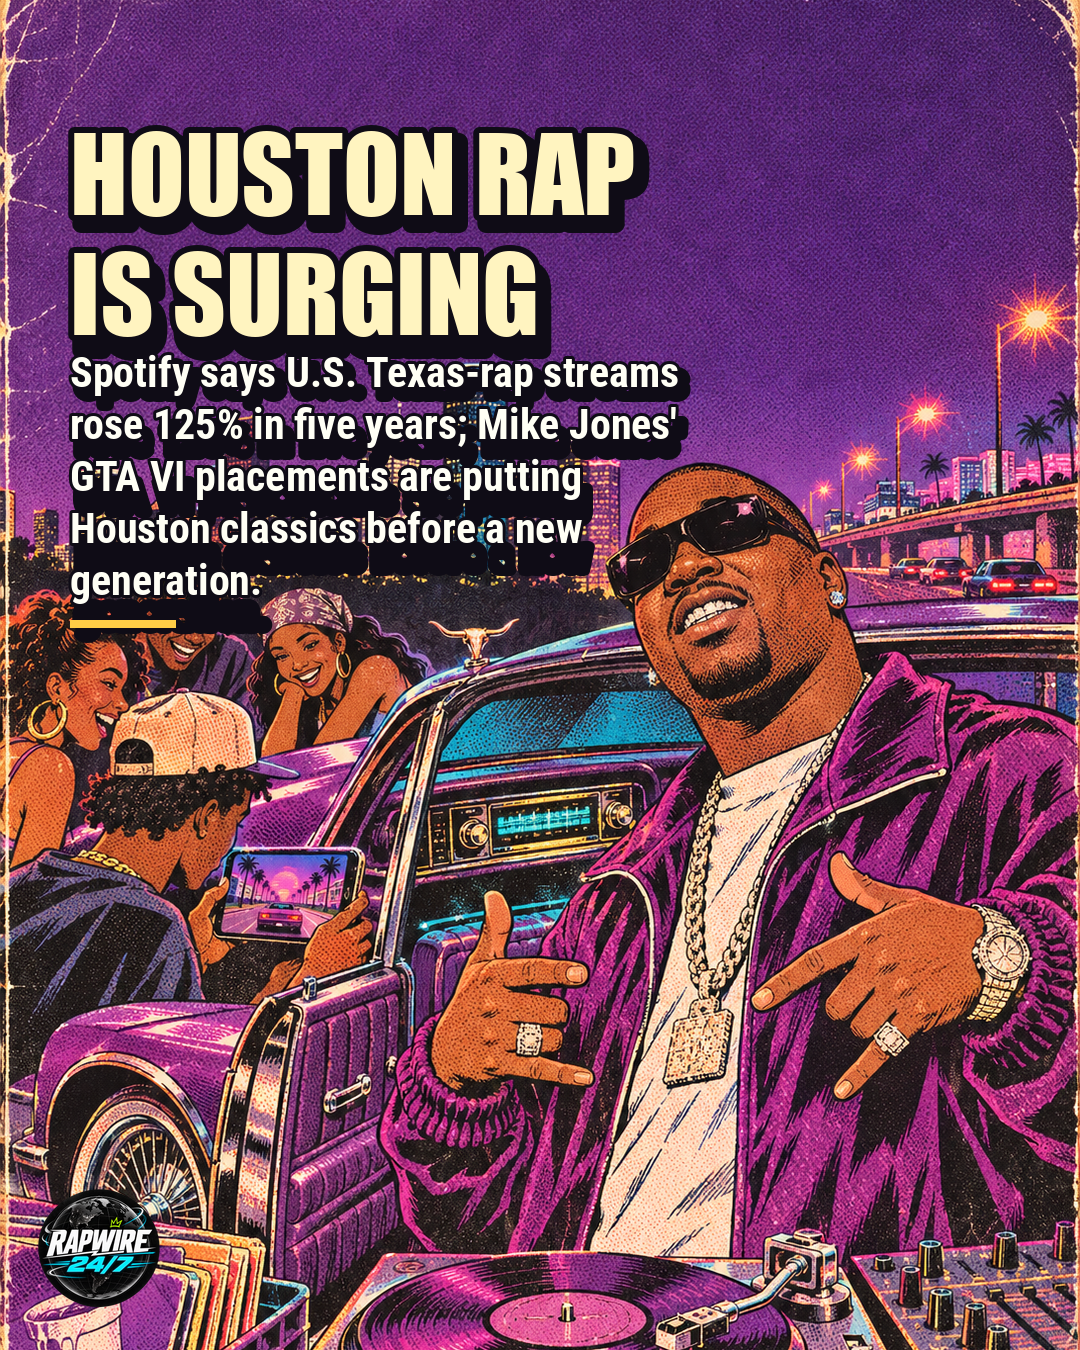 HOUSTON RAP
IS SURGING
Spotify says U.S. Texas-rap streams
rose 125% in five years; Mike Jones'
GTA VI placements are putting
Houston classics before a new
generation.
RAPWIRE
24/7